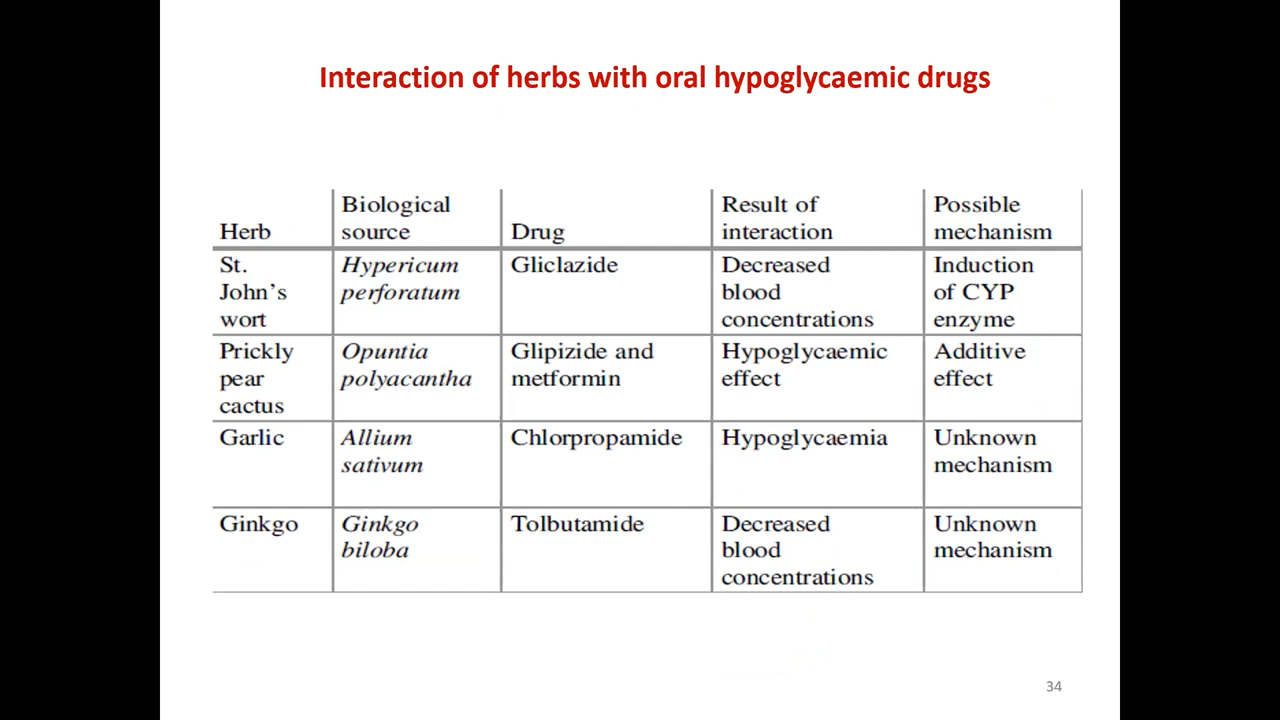 Interaction of herbs with oral hypoglycaemic drugs
Herb Biological source Drug Result of interaction Possible mechanism
St. John’s wort Hypericum perforatum Gliclazide Decreased blood concentrations Induction of CYP enzyme
Prickly pear cactus Opuntia polyacantha Glipizide and metformin Hypoglycaemic effect Additive effect
Garlic Allium sativum Chlorpropamide Hypoglycaemia Unknown mechanism
Ginkgo Ginkgo biloba Tolbutamide Decreased blood concentrations Unknown mechanism
34